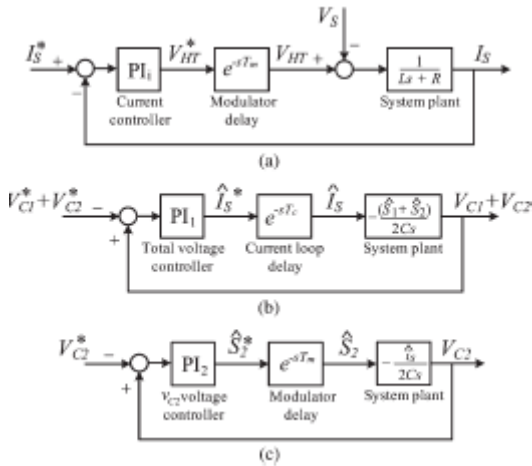 V_S
I_S* + PI_i V_HT* e^{-sT_m} V_HT + − 1/(Ls + R) I_S
−
Current controller Modulator delay System plant
(a)
V_C1* + V_C2* − PI_1 Î_S* e^{-sT_c} Î_S −(Ŝ_1 + Ŝ_2)/2Cs V_C1 + V_C2
+
Total voltage controller Current loop delay System plant
(b)
V_C2* − PI_2 Ŝ_2* e^{-sT_m} Ŝ_2 −î_s/2Cs V_C2
+
v_C2 voltage controller Modulator delay System plant
(c)